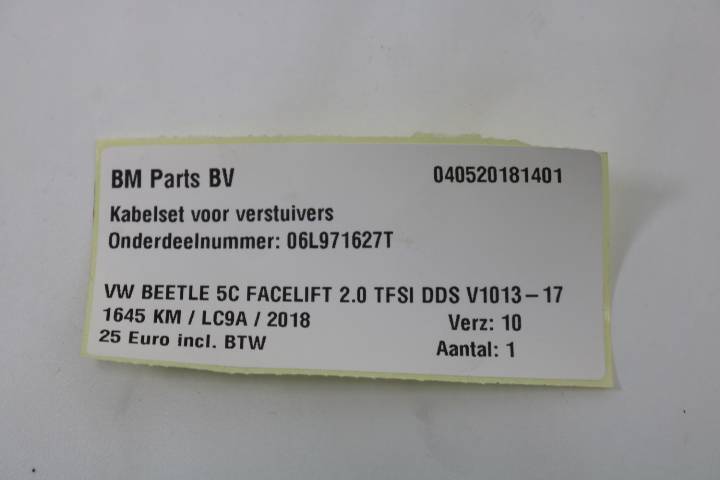 BM Parts BV 040520181401
Kabelset voor verstuivers
Onderdeelnummer: 06L971627T
VW BEETLE 5C FACELIFT 2.0 TFSI DDS V1013-17
1645 KM / LC9A / 2018 Verz: 10
25 Euro incl. BTW Aantal: 1